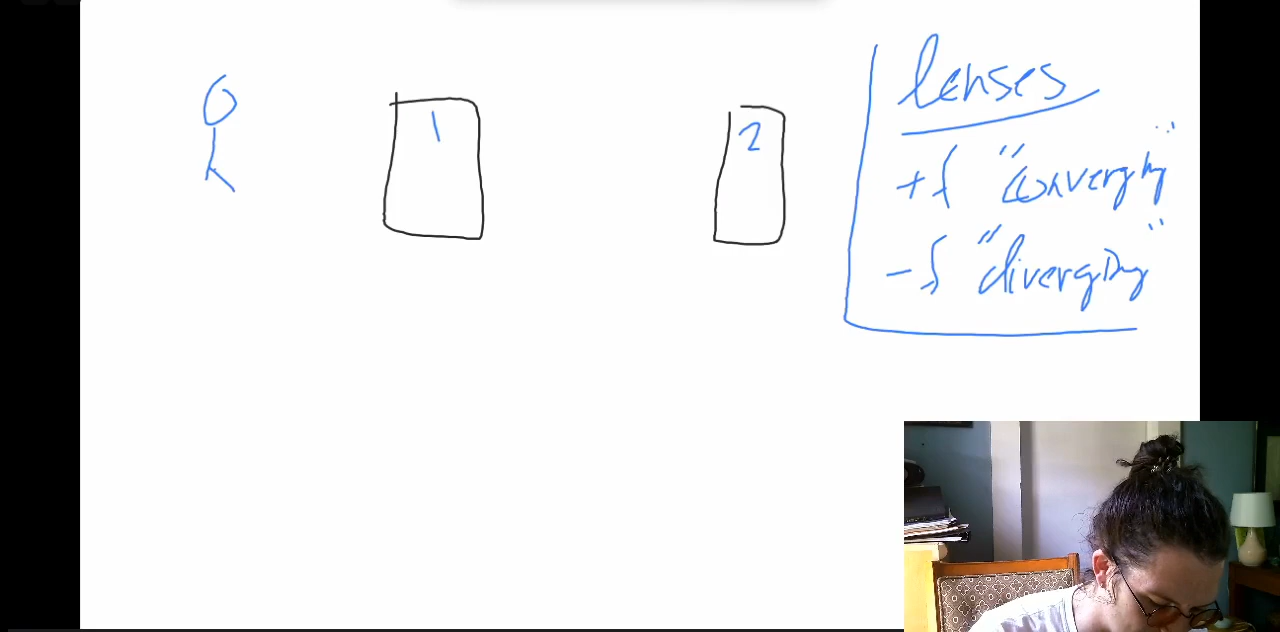 1
2
lenses
+f "converging"
-f "diverging"